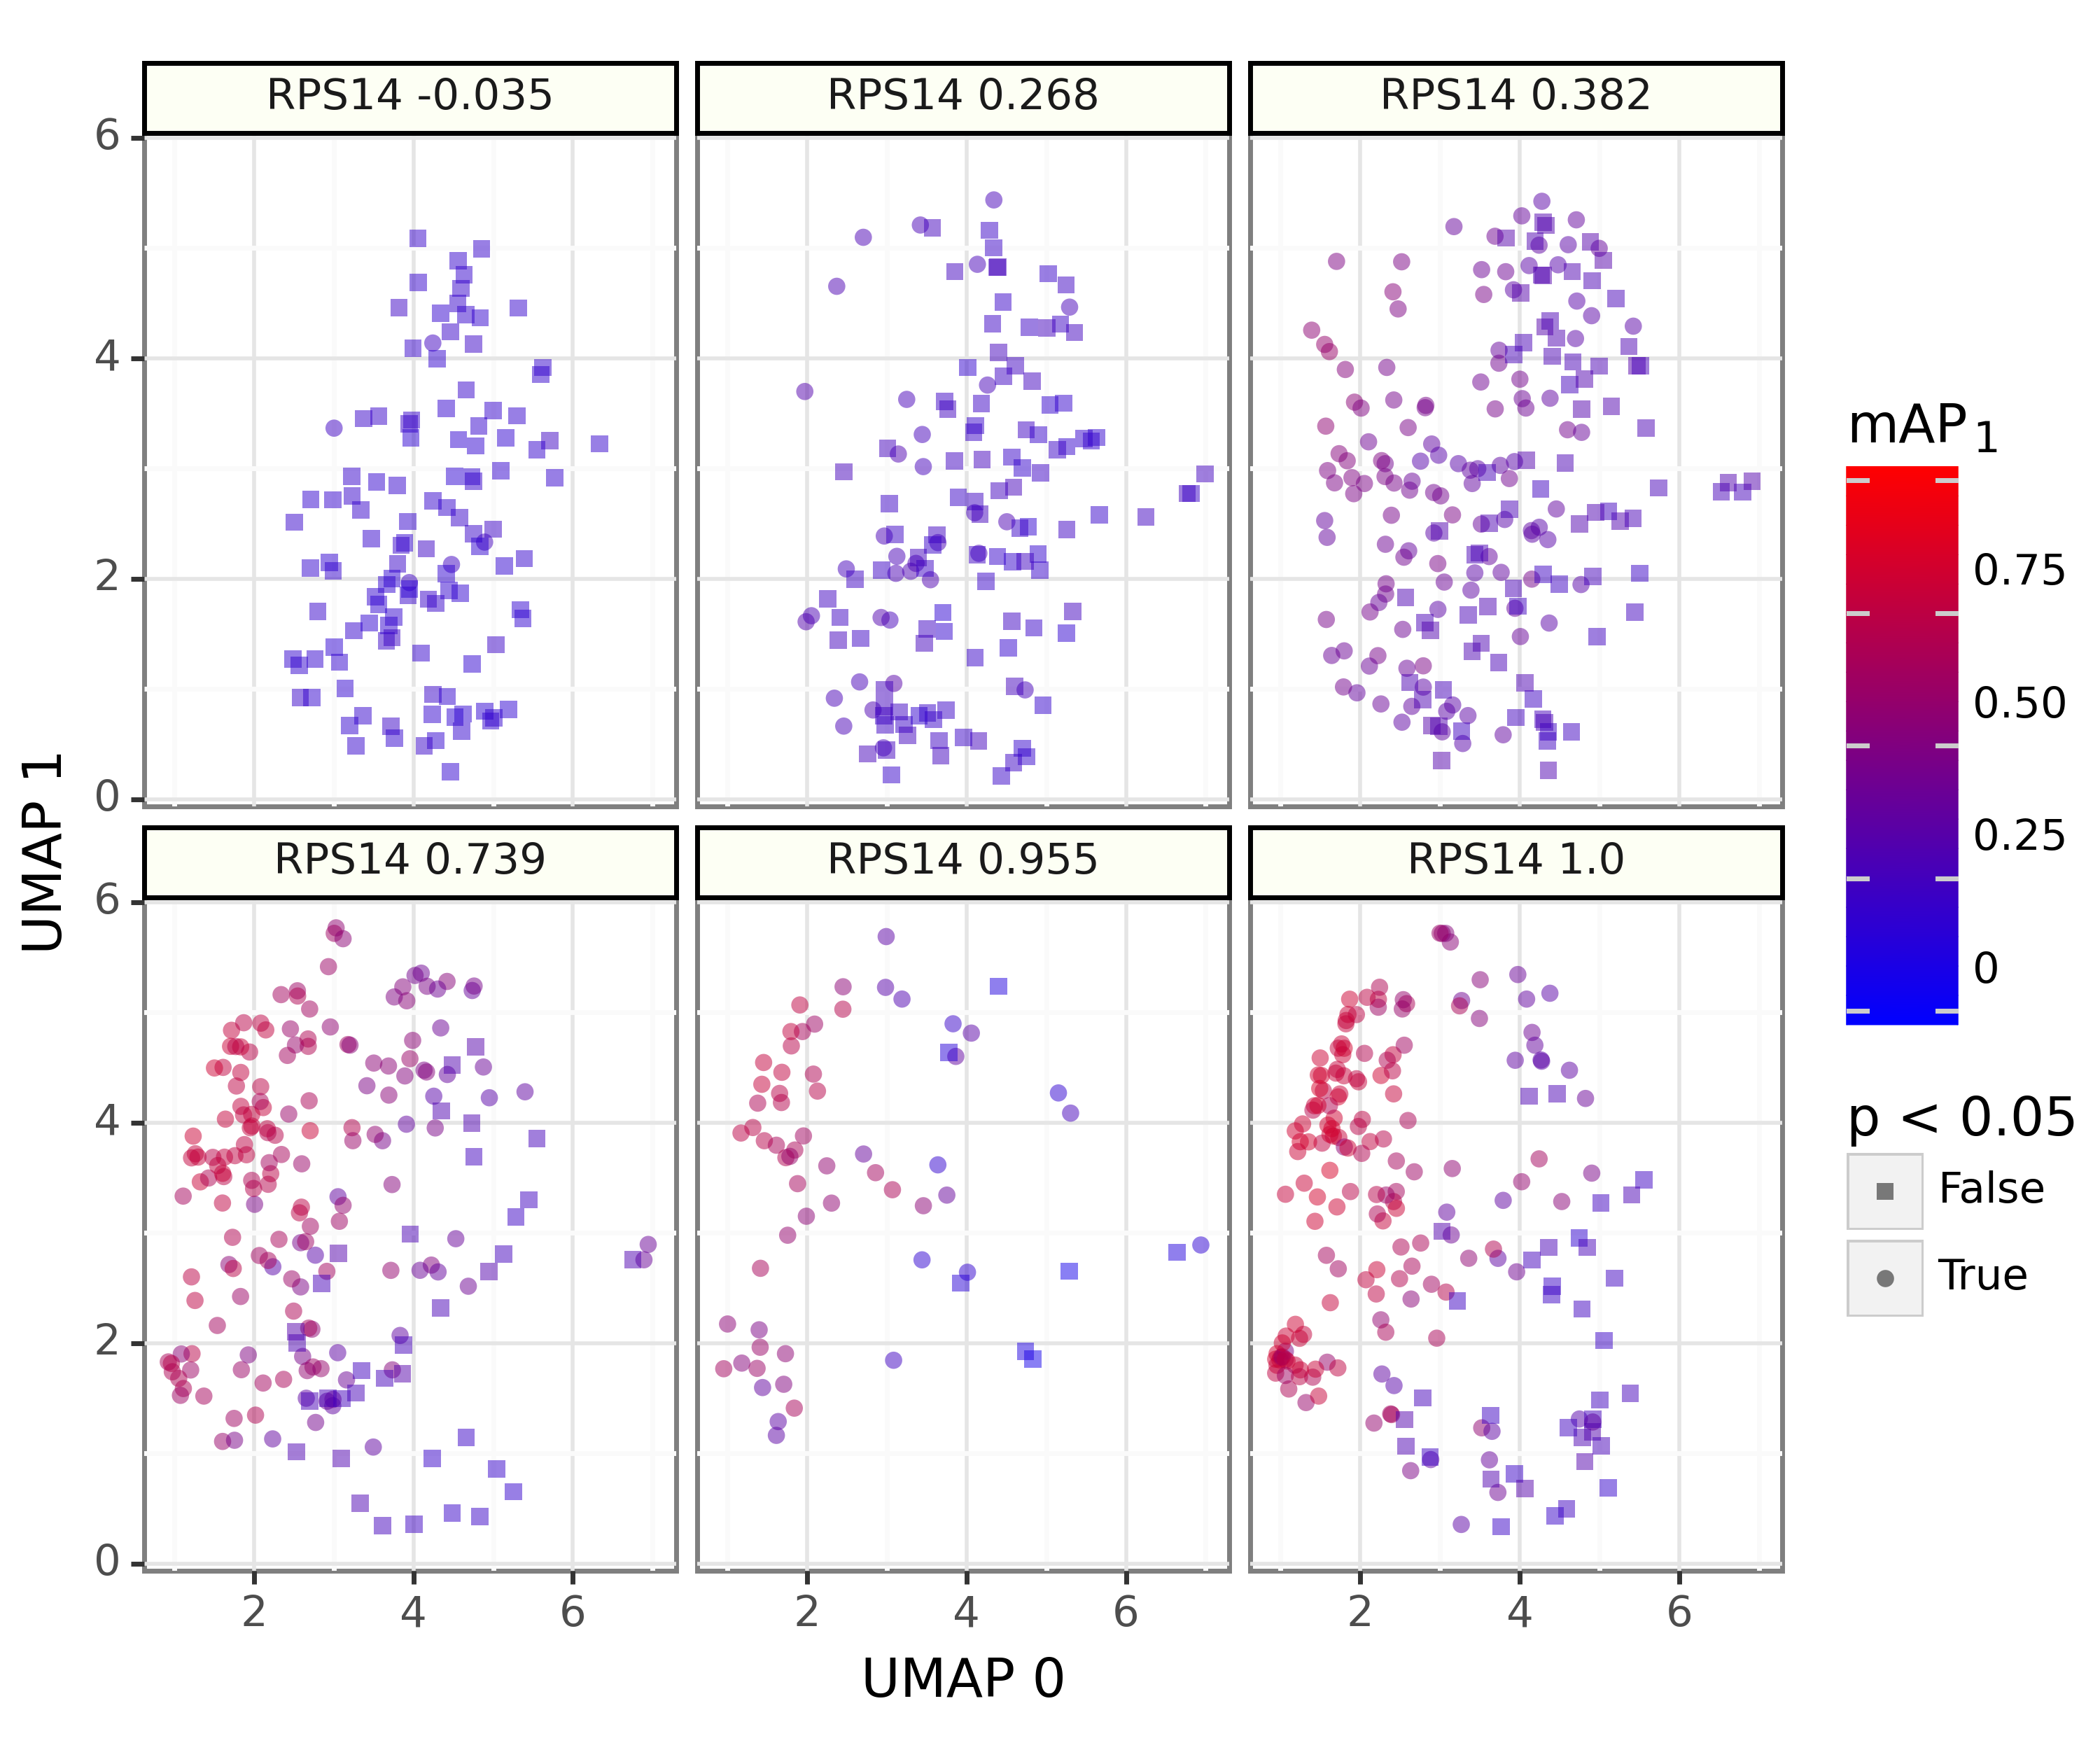 RPS14 -0.035
RPS14 0.268
RPS14 0.382
6
4
2
0
RPS14 0.739
RPS14 0.955
RPS14 1.0
6
4
2
0
2 4 6
2 4 6
2 4 6
UMAP 0
UMAP 1
mAP
1
0.75
0.50
0.25
0
p < 0.05
False
True